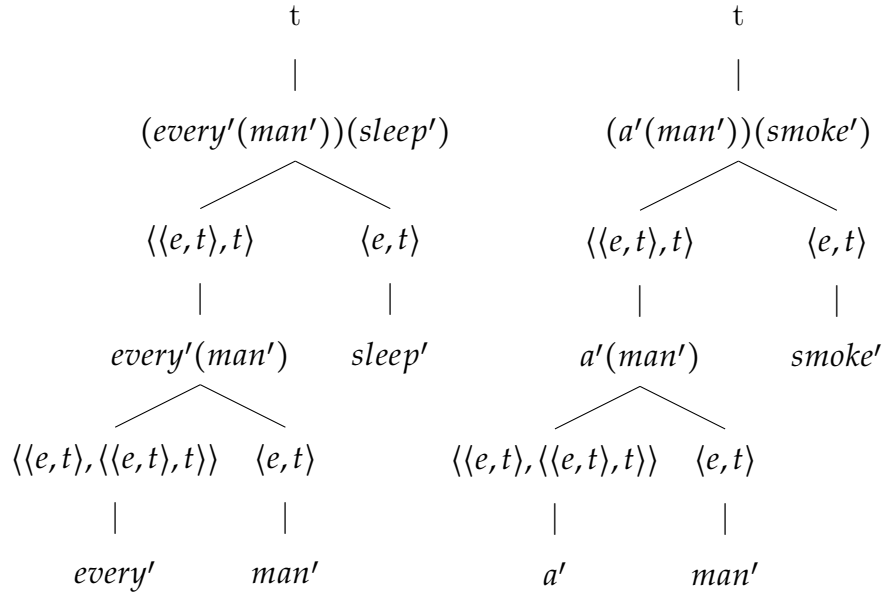 t t
(every′(man′))(sleep′) (a′(man′))(smoke′)
⟨⟨e, t⟩, t⟩ ⟨e, t⟩ ⟨⟨e, t⟩, t⟩ ⟨e, t⟩
every′(man′) sleep′ a′(man′) smoke′
⟨⟨e, t⟩, ⟨⟨e, t⟩, t⟩⟩ ⟨e, t⟩ ⟨⟨e, t⟩, ⟨⟨e, t⟩, t⟩⟩ ⟨e, t⟩
every′ man′ a′ man′